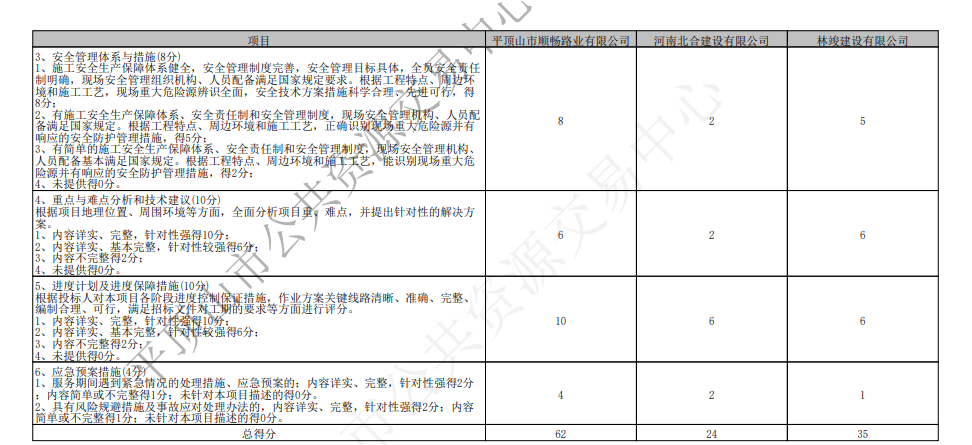 项目 平顶山市顺畅路业有限公司 河南北合建设有限公司 林竣建设有限公司
3、安全管理体系与措施(8分)
1、施工安全生产保障体系健全，安全管理制度完善，安全管理目标具体，全员安全责任
制明确，现场安全管理组织机构、人员配备满足国家规定要求。根据工程特点、周边环
境和施工工艺，现场重大危险源辨识全面，安全技术方案措施科学合理、先进可行，得
8分；
2、有施工安全生产保障体系、安全责任制和安全管理制度，现场安全管理机构、人员配
备满足国家规定。根据工程特点、周边环境和施工工艺，正确识别现场重大危险源并有
响应的安全防护管理措施，得5分；
3、有简单的施工安全生产保障体系、安全责任制和安全管理制度，现场安全管理机构、
人员配备基本满足国家规定。根据工程特点、周边环境和施工工艺，能识别现场重大危
险源并有响应的安全防护管理措施，得2分；
4、未提供得0分。
8 2 5
4、重点与难点分析和技术建议(10分)
根据项目地理位置、周围环境等方面，全面分析项目重、难点，并提出针对性的解决方
案。
1、内容详实、完整，针对性强得10分；
2、内容详实、基本完整，针对性较强得6分；
3、内容不完整得2分；
4、未提供得0分。
6 2 6
5、进度计划及进度保障措施(10分)
根据投标人对本项目各阶段进度控制保证措施，作业方案关键线路清晰、准确、完整、
编制合理、可行，满足招标文件对工期的要求等方面进行评分。
1、内容详实、完整，针对性强得10分；
2、内容详实、基本完整，针对性较强得6分；
3、内容不完整得2分；
4、未提供得0分。
10 6 6
6、应急预案措施(4分)
1、服务期间遇到紧急情况的处理措施、应急预案的；内容详实、完整，针对性强得2分
；内容简单或不完整得1分；未针对本项目描述的得0分。
2、具有风险规避措施及事故应对处理办法的，内容详实、完整，针对性强得2分；内容
简单或不完整得1分；未针对本项目描述的得0分。
4 2 1
总得分 62 24 35
平顶山市公共资源交易中心
市公共资源交易中心